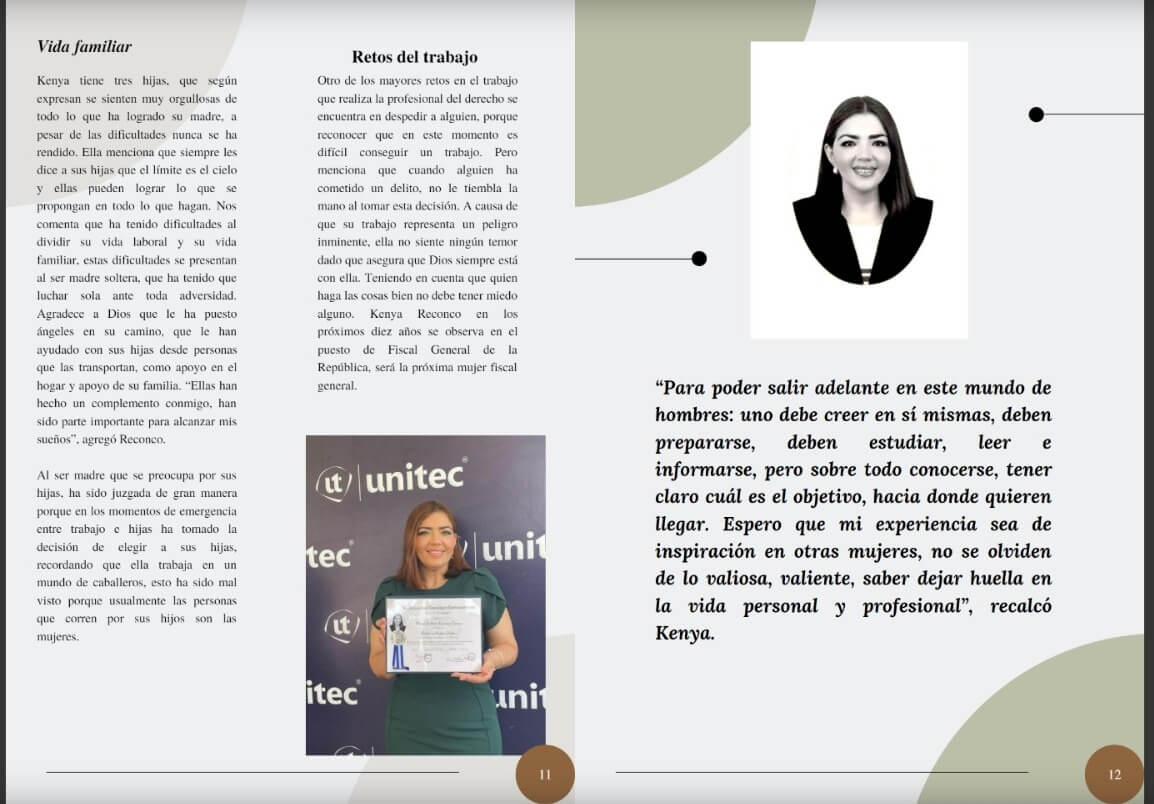 Vida familiar
Kenya tiene tres hijas, que según
expresan se sienten muy orgullosas de
todo lo que ha logrado su madre, a
pesar de las dificultades nunca se ha
rendido. Ella menciona que siempre les
dice a sus hijas que el límite es el cielo
y ellas pueden lograr lo que se
propongan en todo lo que hagan. Nos
comenta que ha tenido dificultades al
dividir su vida laboral y su vida
familiar, estas dificultades se presentan
al ser madre soltera, que ha tenido que
luchar sola ante toda adversidad.
Agradece a Dios que le ha puesto
ángeles en su camino, que le han
ayudado con sus hijas desde personas
que las transportan, como apoyo en el
hogar y apoyo de su familia. “Ellas han
hecho un complemento conmigo, han
sido parte importante para alcanzar mis
sueños”, agregó Reconco.
Al ser madre que se preocupa por sus
hijas, ha sido juzgada de gran manera
porque en los momentos de emergencia
entre trabajo e hijas ha tomado la
decisión de elegir a sus hijas,
recordando que ella trabaja en un
mundo de caballeros, esto ha sido mal
visto porque usualmente las personas
que corren por sus hijos son las
mujeres.
Retos del trabajo
Otro de los mayores retos en el trabajo
que realiza la profesional del derecho se
encuentra en despedir a alguien, porque
reconocer que en este momento es
difícil conseguir un trabajo. Pero
menciona que cuando alguien ha
cometido un delito, no le tiembla la
mano al tomar esta decisión. A causa de
que su trabajo representa un peligro
inminente, ella no siente ningún temor
dado que asegura que Dios siempre está
con ella. Teniendo en cuenta que quien
haga las cosas bien no debe tener miedo
alguno. Kenya Reconco en los
próximos diez años se observa en el
puesto de Fiscal General de la
República, será la próxima mujer fiscal
general.
unitec®
tec®
unit
itec®
unit
11
“Para poder salir adelante en este mundo de
hombres: uno debe creer en sí mismas, deben
prepararse, deben estudiar, leer e
informarse, pero sobre todo conocerse, tener
claro cuál es el objetivo, hacia donde quieren
llegar. Espero que mi experiencia sea de
inspiración en otras mujeres, no se olviden
de lo valiosa, valiente, saber dejar huella en
la vida personal y profesional”, recalcó
Kenya.
12